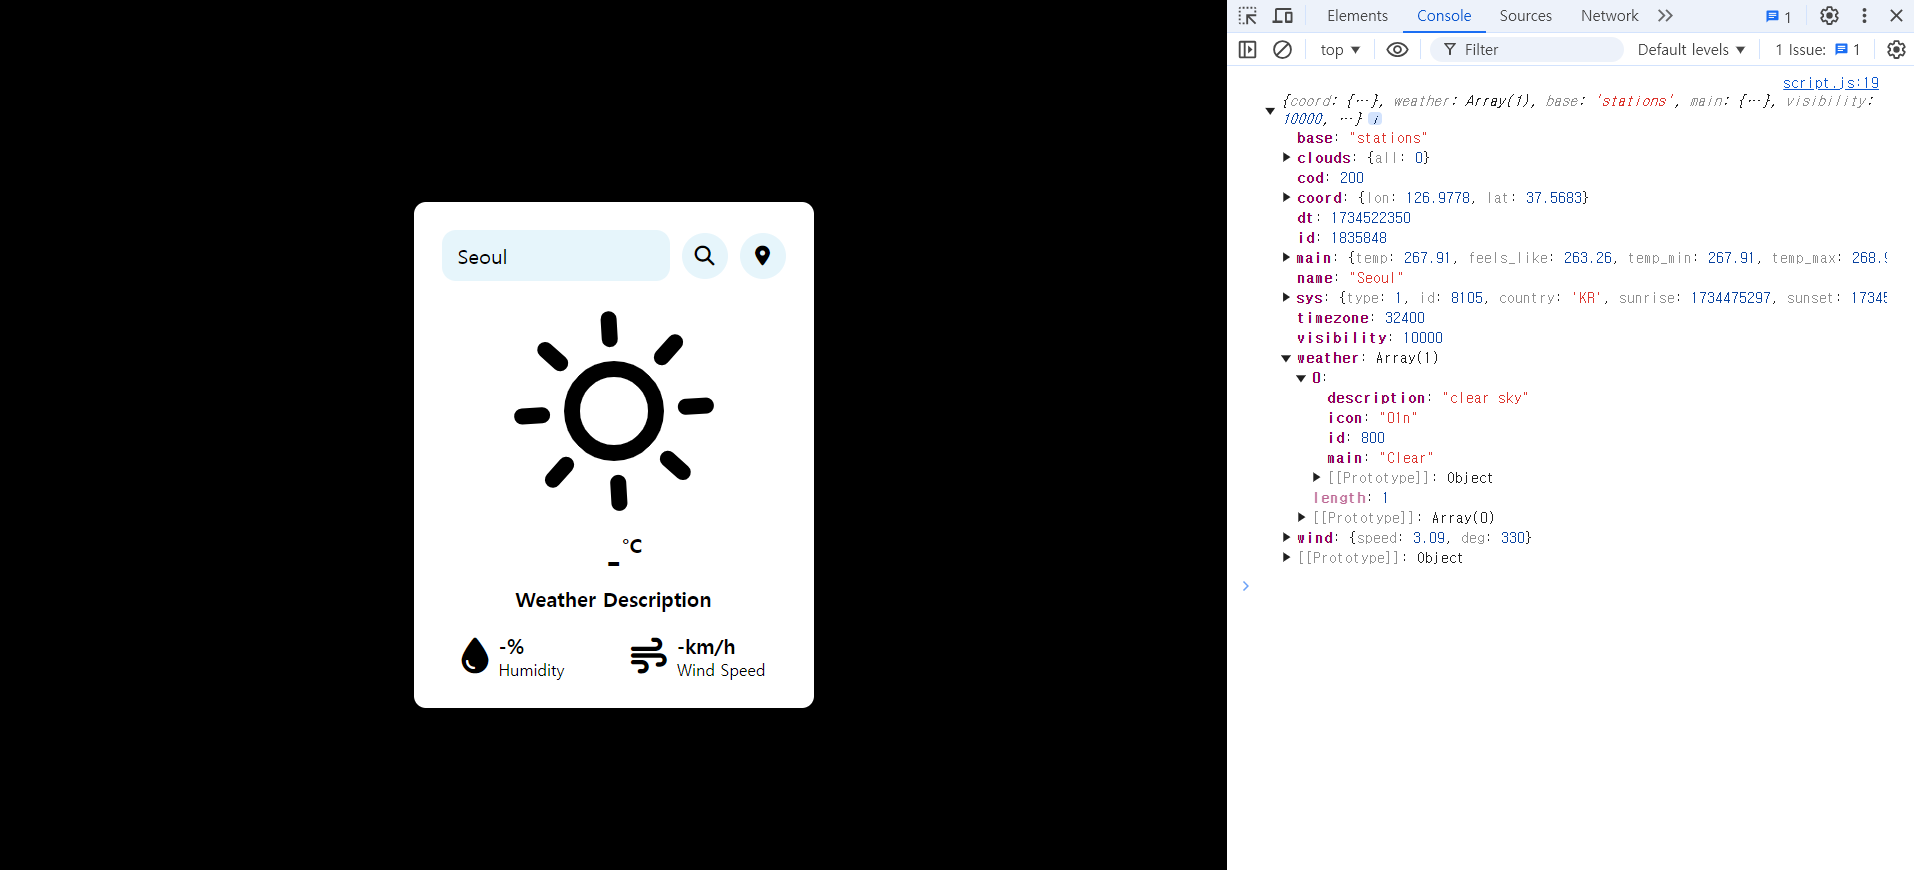 Seoul
-°C
Weather Description
-%
Humidity
-km/h
Wind Speed
Elements Console Sources Network 1
top Filter Default levels 1 Issue: 1
script.js:19
{coord: {…}, weather: Array(1), base: 'stations', main: {…}, visibility:
10000, …} i
base: "stations"
clouds: {all: 0}
cod: 200
coord: {lon: 126.9778, lat: 37.5683}
dt: 1734522350
id: 1835848
main: {temp: 267.91, feels_like: 263.26, temp_min: 267.91, temp_max: 268.9
name: "Seoul"
sys: {type: 1, id: 8105, country: 'KR', sunrise: 1734475297, sunset: 17345
timezone: 32400
visibility: 10000
weather: Array(1)
0:
description: "clear sky"
icon: "01n"
id: 800
main: "Clear"
[[Prototype]]: Object
length: 1
[[Prototype]]: Array(0)
wind: {speed: 3.09, deg: 330}
[[Prototype]]: Object